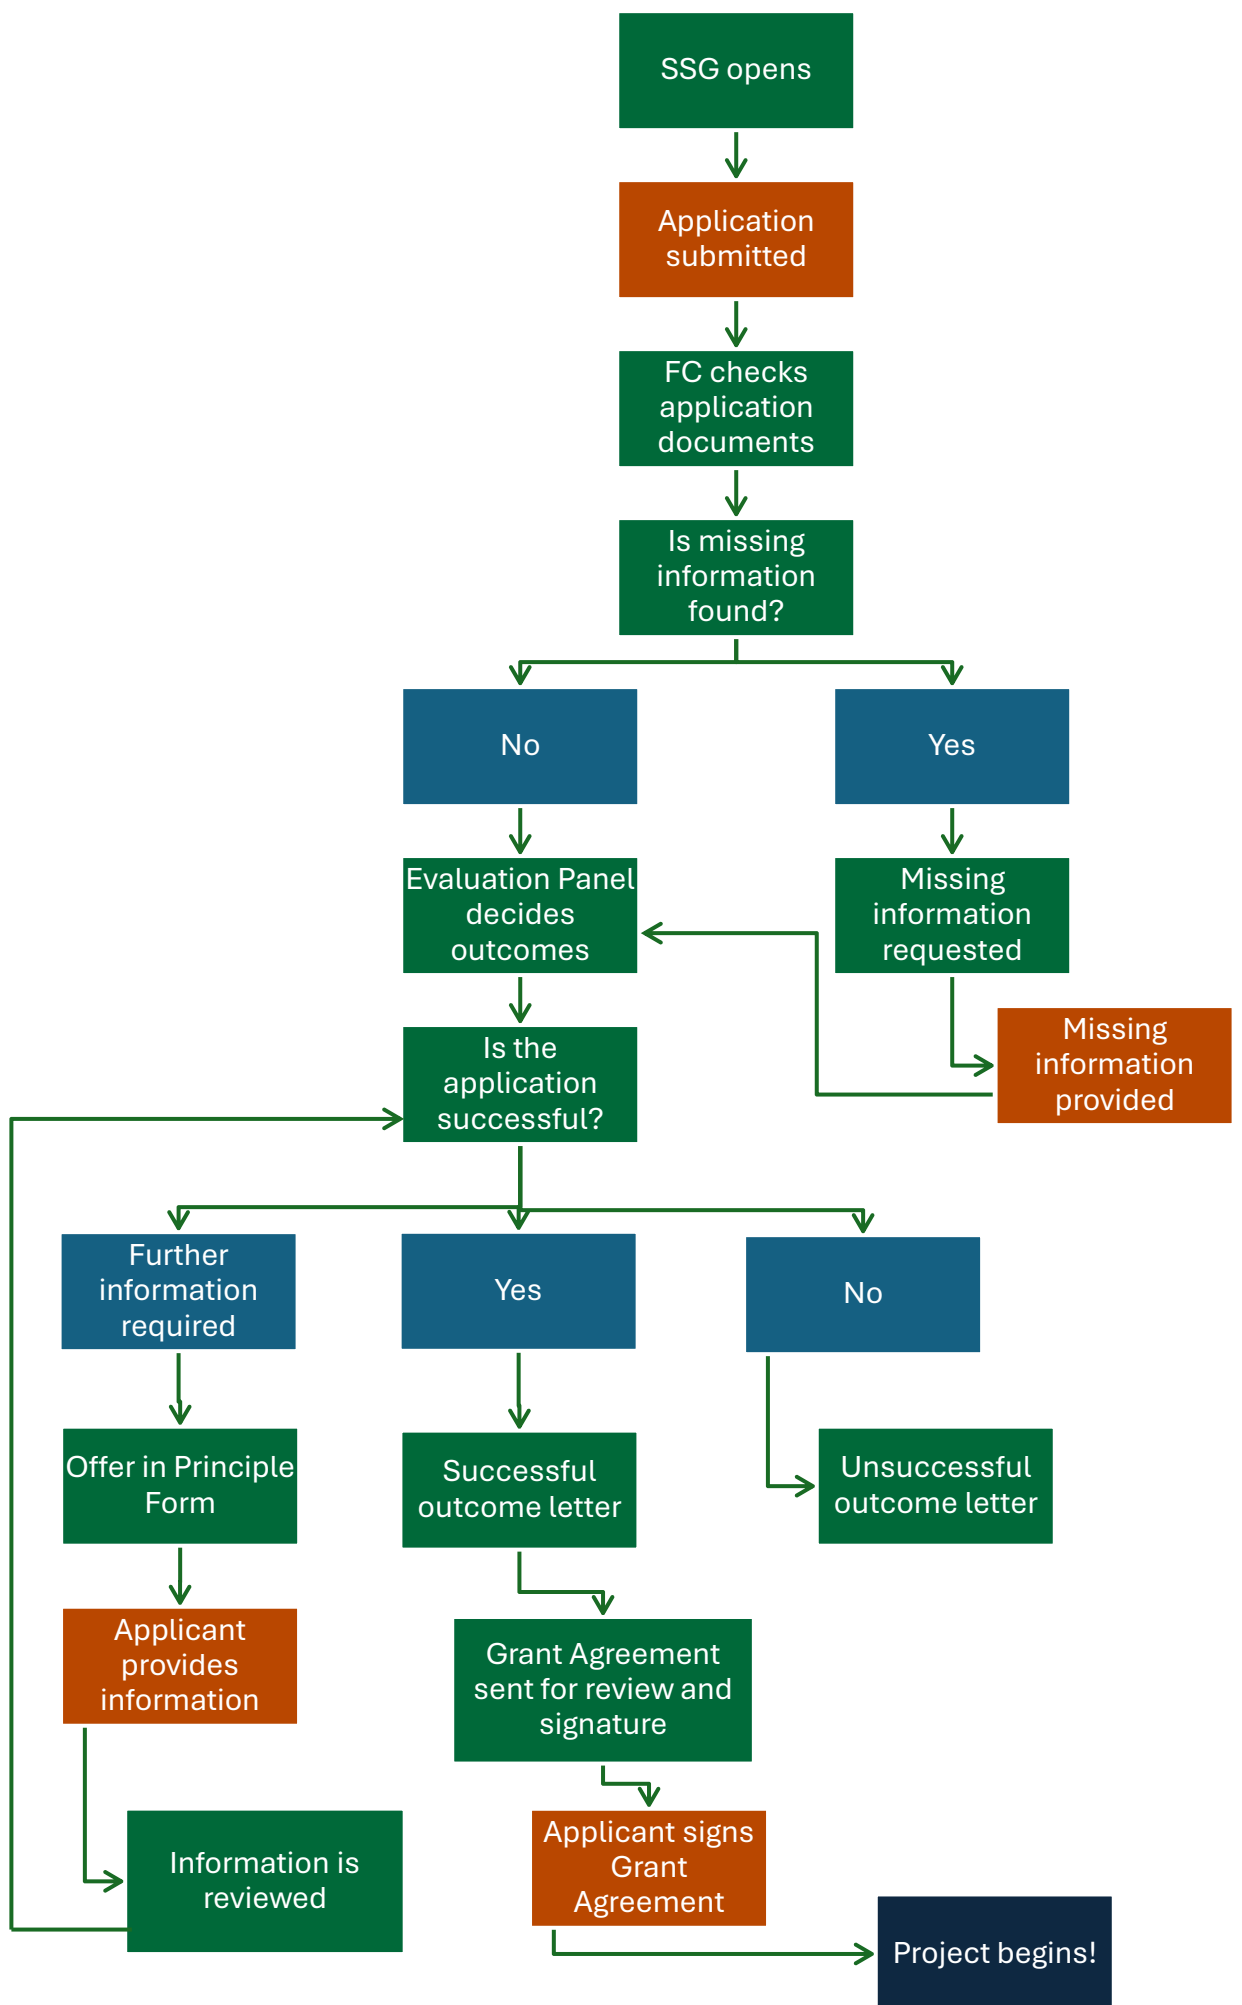 SSG opens
Application
submitted
FC checks
application
documents
Is missing
information
found?
No
Yes
Evaluation Panel
decides
outcomes
Missing
information
requested
Missing
information
provided
Is the
application
successful?
Further
information
required
Yes
No
Offer in Principle
Form
Successful
outcome letter
Unsuccessful
outcome letter
Applicant
provides
information
Grant Agreement
sent for review and
signature
Information is
reviewed
Applicant signs
Grant
Agreement
Project begins!